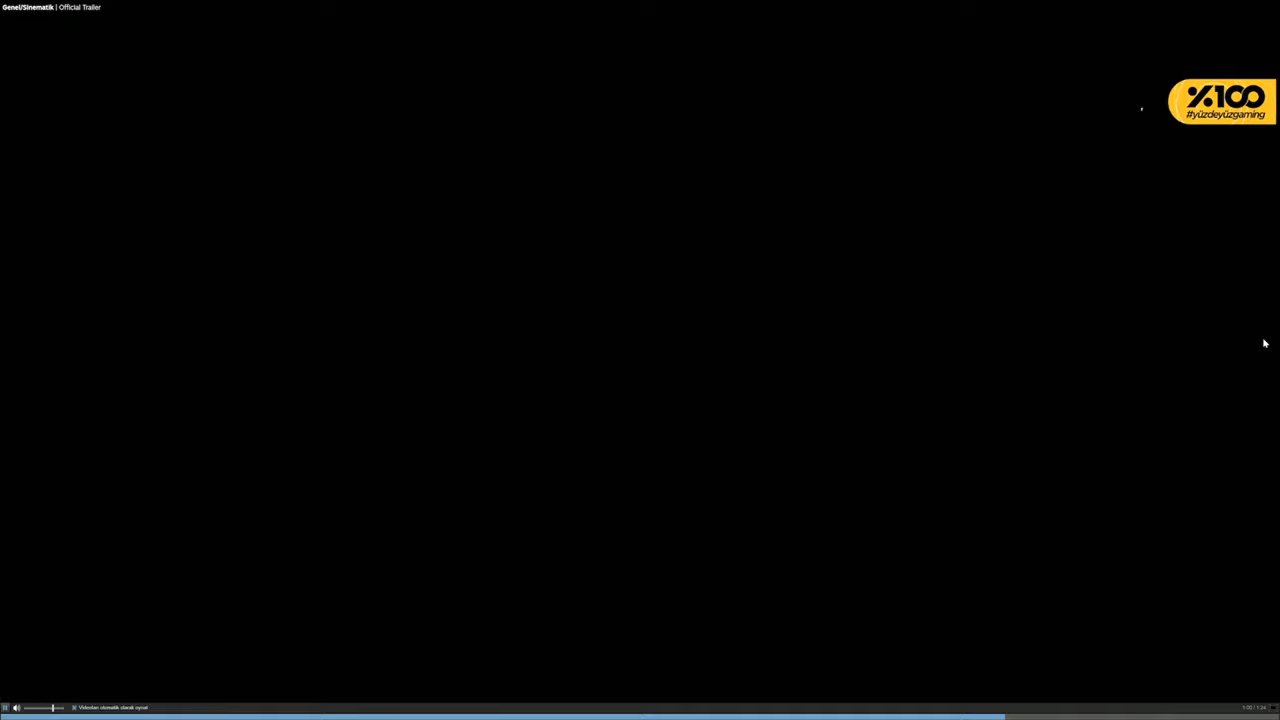 Genel/Sinematik | Official Trailer
%100
#yüzdeyüzgaming
Videoları otomatik olarak oynat